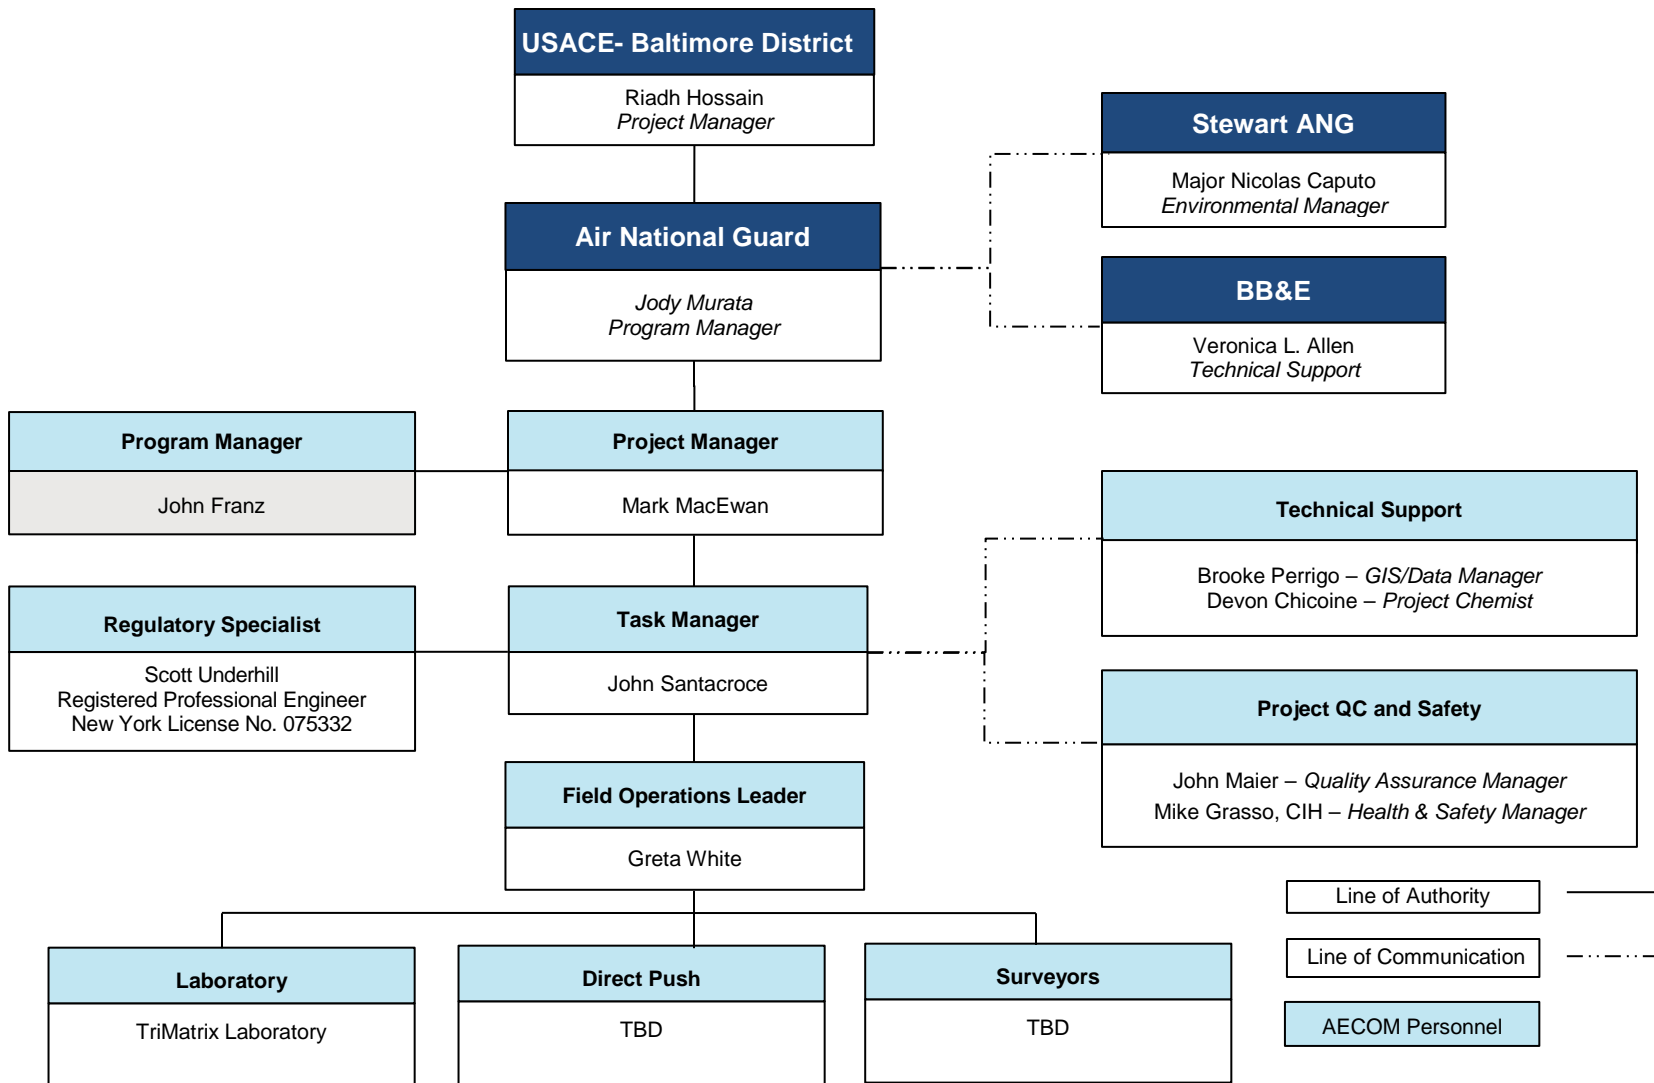 USACE- Baltimore District
Riadh Hossain
Project Manager
Stewart ANG
Major Nicolas Caputo
Environmental Manager
Air National Guard
Jody Murata
Program Manager
BB&E
Veronica L. Allen
Technical Support
Program Manager
John Franz
Project Manager
Mark MacEwan
Technical Support
Brooke Perrigo – GIS/Data Manager
Devon Chicoine – Project Chemist
Regulatory Specialist
Scott Underhill
Registered Professional Engineer
New York License No. 075332
Task Manager
John Santacroce
Project QC and Safety
John Maier – Quality Assurance Manager
Mike Grasso, CIH – Health & Safety Manager
Field Operations Leader
Greta White
Line of Authority
Line of Communication
AECOM Personnel
Laboratory
TriMatrix Laboratory
Direct Push
TBD
Surveyors
TBD